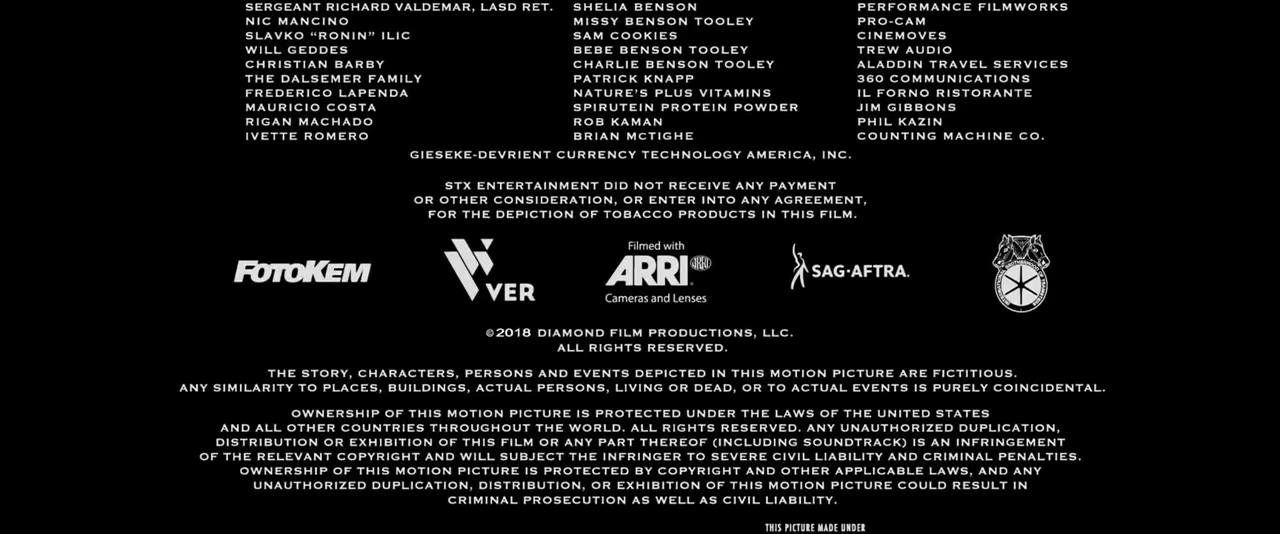 SERGEANT RICHARD VALDEMAR, LASD RET.
NIC MANCINO
SLAVKO “RONIN” ILIC
WILL GEDDES
CHRISTIAN BARBY
THE DALSEMER FAMILY
FREDERICO LAPENDA
MAURICIO COSTA
RIGAN MACHADO
IVETTE ROMERO
SHELIA BENSON
MISSY BENSON TOOLEY
SAM COOKIES
BEBE BENSON TOOLEY
CHARLIE BENSON TOOLEY
PATRICK KNAPP
NATURE'S PLUS VITAMINS
SPIRUTEIN PROTEIN POWDER
ROB KAMAN
BRIAN MCTIGHE
PERFORMANCE FILMWORKS
PRO-CAM
CINEMOVES
TREW AUDIO
ALADDIN TRAVEL SERVICES
360 COMMUNICATIONS
IL FORNO RISTORANTE
JIM GIBBONS
PHIL KAZIN
COUNTING MACHINE CO.
GIESEKE-DEVRIENT CURRENCY TECHNOLOGY AMERICA, INC.
STX ENTERTAINMENT DID NOT RECEIVE ANY PAYMENT
OR OTHER CONSIDERATION, OR ENTER INTO ANY AGREEMENT,
FOR THE DEPICTION OF TOBACCO PRODUCTS IN THIS FILM.
FOTOKEM
VER
Filmed with
ARRI ARRI
Cameras and Lenses
SAG·AFTRA.
©2018 DIAMOND FILM PRODUCTIONS, LLC.
ALL RIGHTS RESERVED.
THE STORY, CHARACTERS, PERSONS AND EVENTS DEPICTED IN THIS MOTION PICTURE ARE FICTITIOUS.
ANY SIMILARITY TO PLACES, BUILDINGS, ACTUAL PERSONS, LIVING OR DEAD, OR TO ACTUAL EVENTS IS PURELY COINCIDENTAL.
OWNERSHIP OF THIS MOTION PICTURE IS PROTECTED UNDER THE LAWS OF THE UNITED STATES
AND ALL OTHER COUNTRIES THROUGHOUT THE WORLD. ALL RIGHTS RESERVED. ANY UNAUTHORIZED DUPLICATION,
DISTRIBUTION OR EXHIBITION OF THIS FILM OR ANY PART THEREOF (INCLUDING SOUNDTRACK) IS AN INFRINGEMENT
OF THE RELEVANT COPYRIGHT AND WILL SUBJECT THE INFRINGER TO SEVERE CIVIL LIABILITY AND CRIMINAL PENALTIES.
OWNERSHIP OF THIS MOTION PICTURE IS PROTECTED BY COPYRIGHT AND OTHER APPLICABLE LAWS, AND ANY
UNAUTHORIZED DUPLICATION, DISTRIBUTION, OR EXHIBITION OF THIS MOTION PICTURE COULD RESULT IN
CRIMINAL PROSECUTION AS WELL AS CIVIL LIABILITY.
THIS PICTURE MADE UNDER